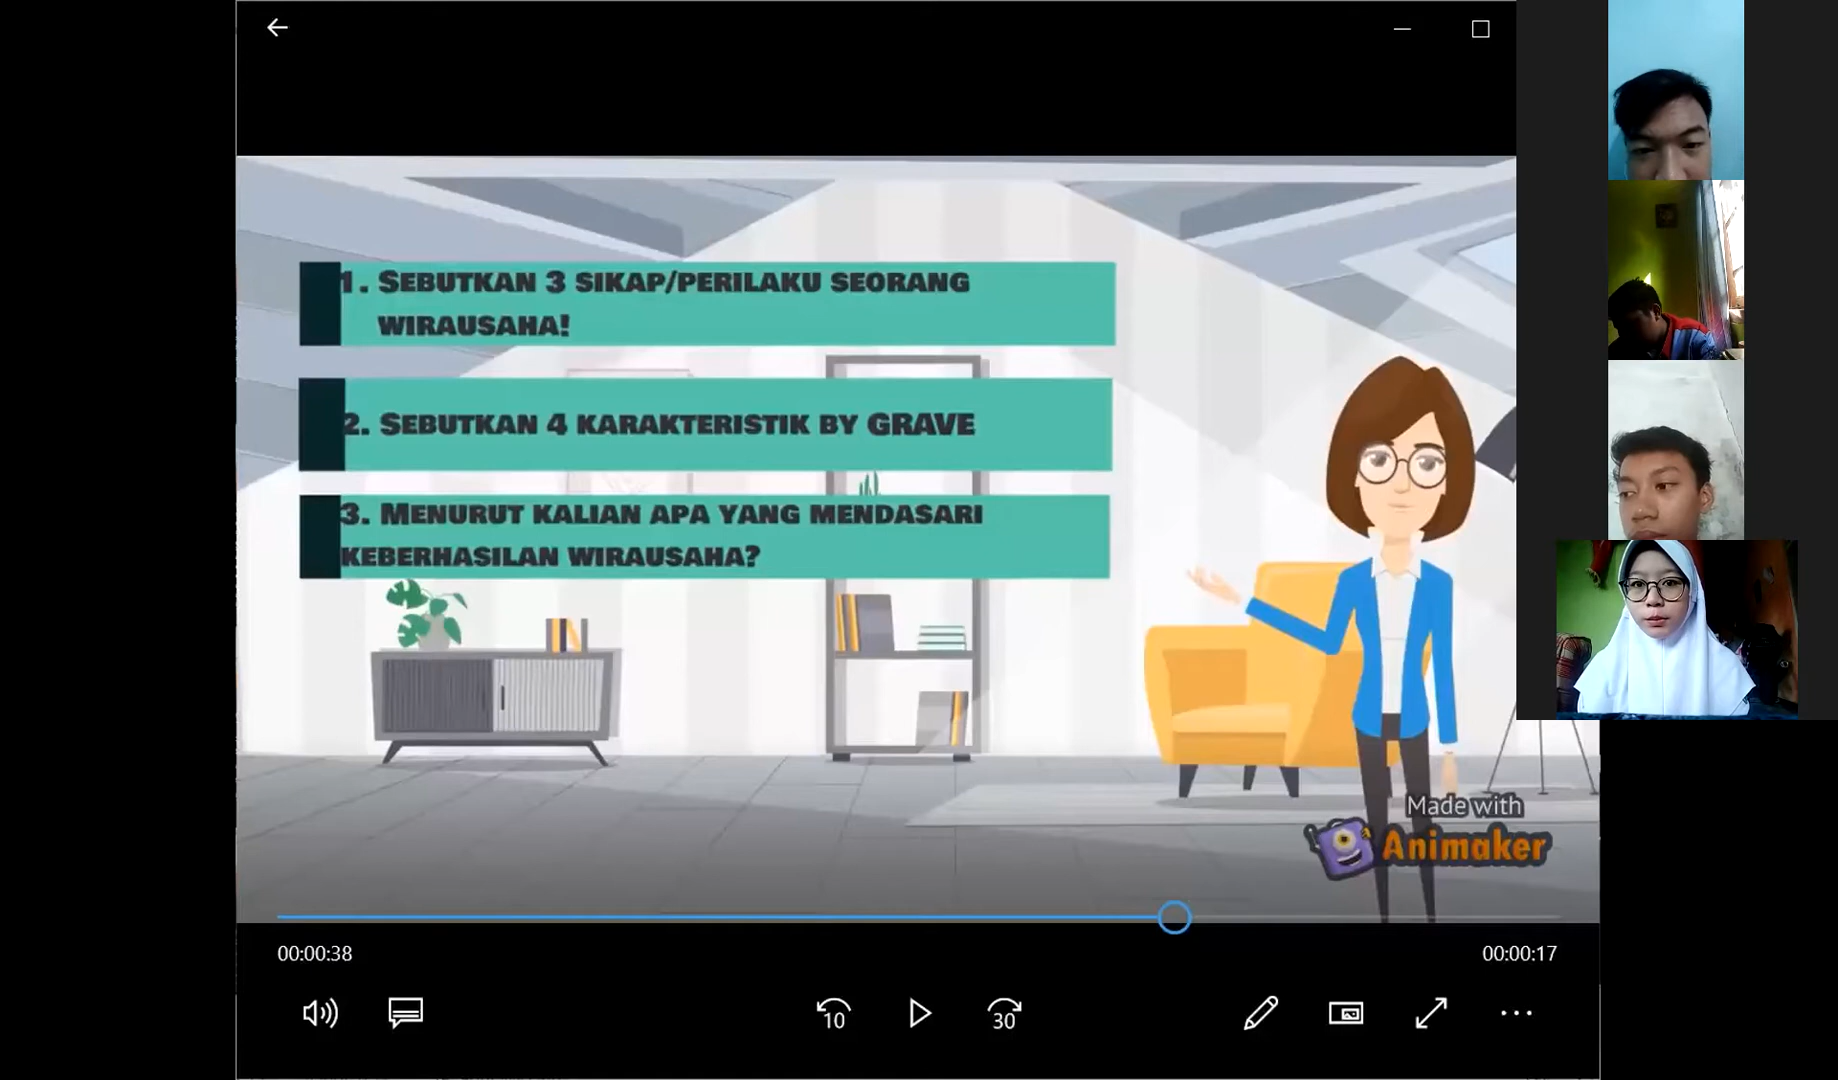 1. SEBUTKAN 3 SIKAP/PERILAKU SEORANG
WIRAUSAHA!
2. SEBUTKAN 4 KARAKTERISTIK BY GRAVE
3. MENURUT KALIAN APA YANG MENDASARI
KEBERHASILAN WIRAUSAHA?
Made with
Animaker
00:00:38
00:00:17
10
30